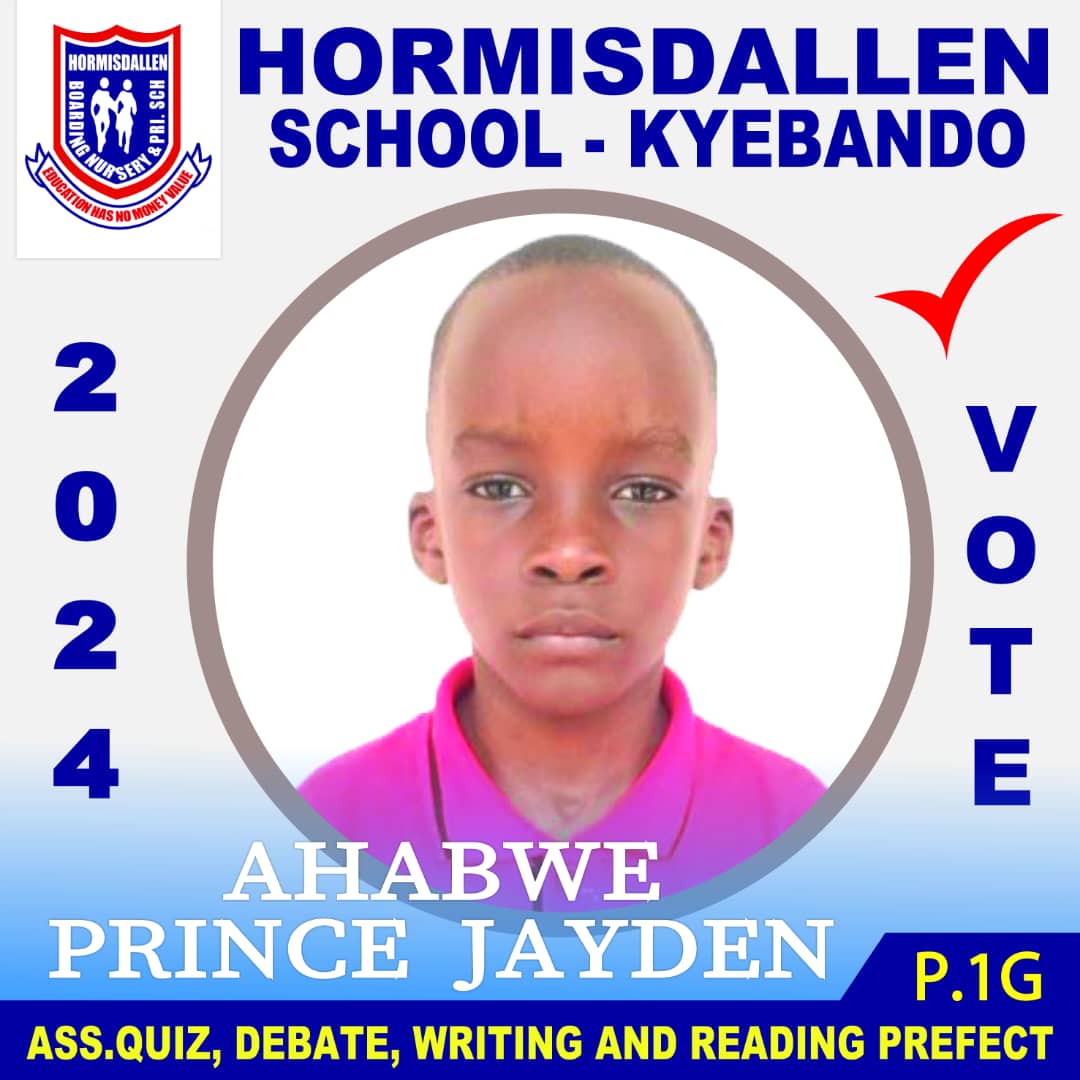 HORMISDALLEN
BOARDING NURSERY & PRI. SCH
EDUCATION HAS NO MONEY VALUE
HORMISDALLEN
SCHOOL - KYEBANDO
2024
VOTE
AHABWE
PRINCE JAYDEN
P.1G
ASS.QUIZ, DEBATE, WRITING AND READING PREFECT